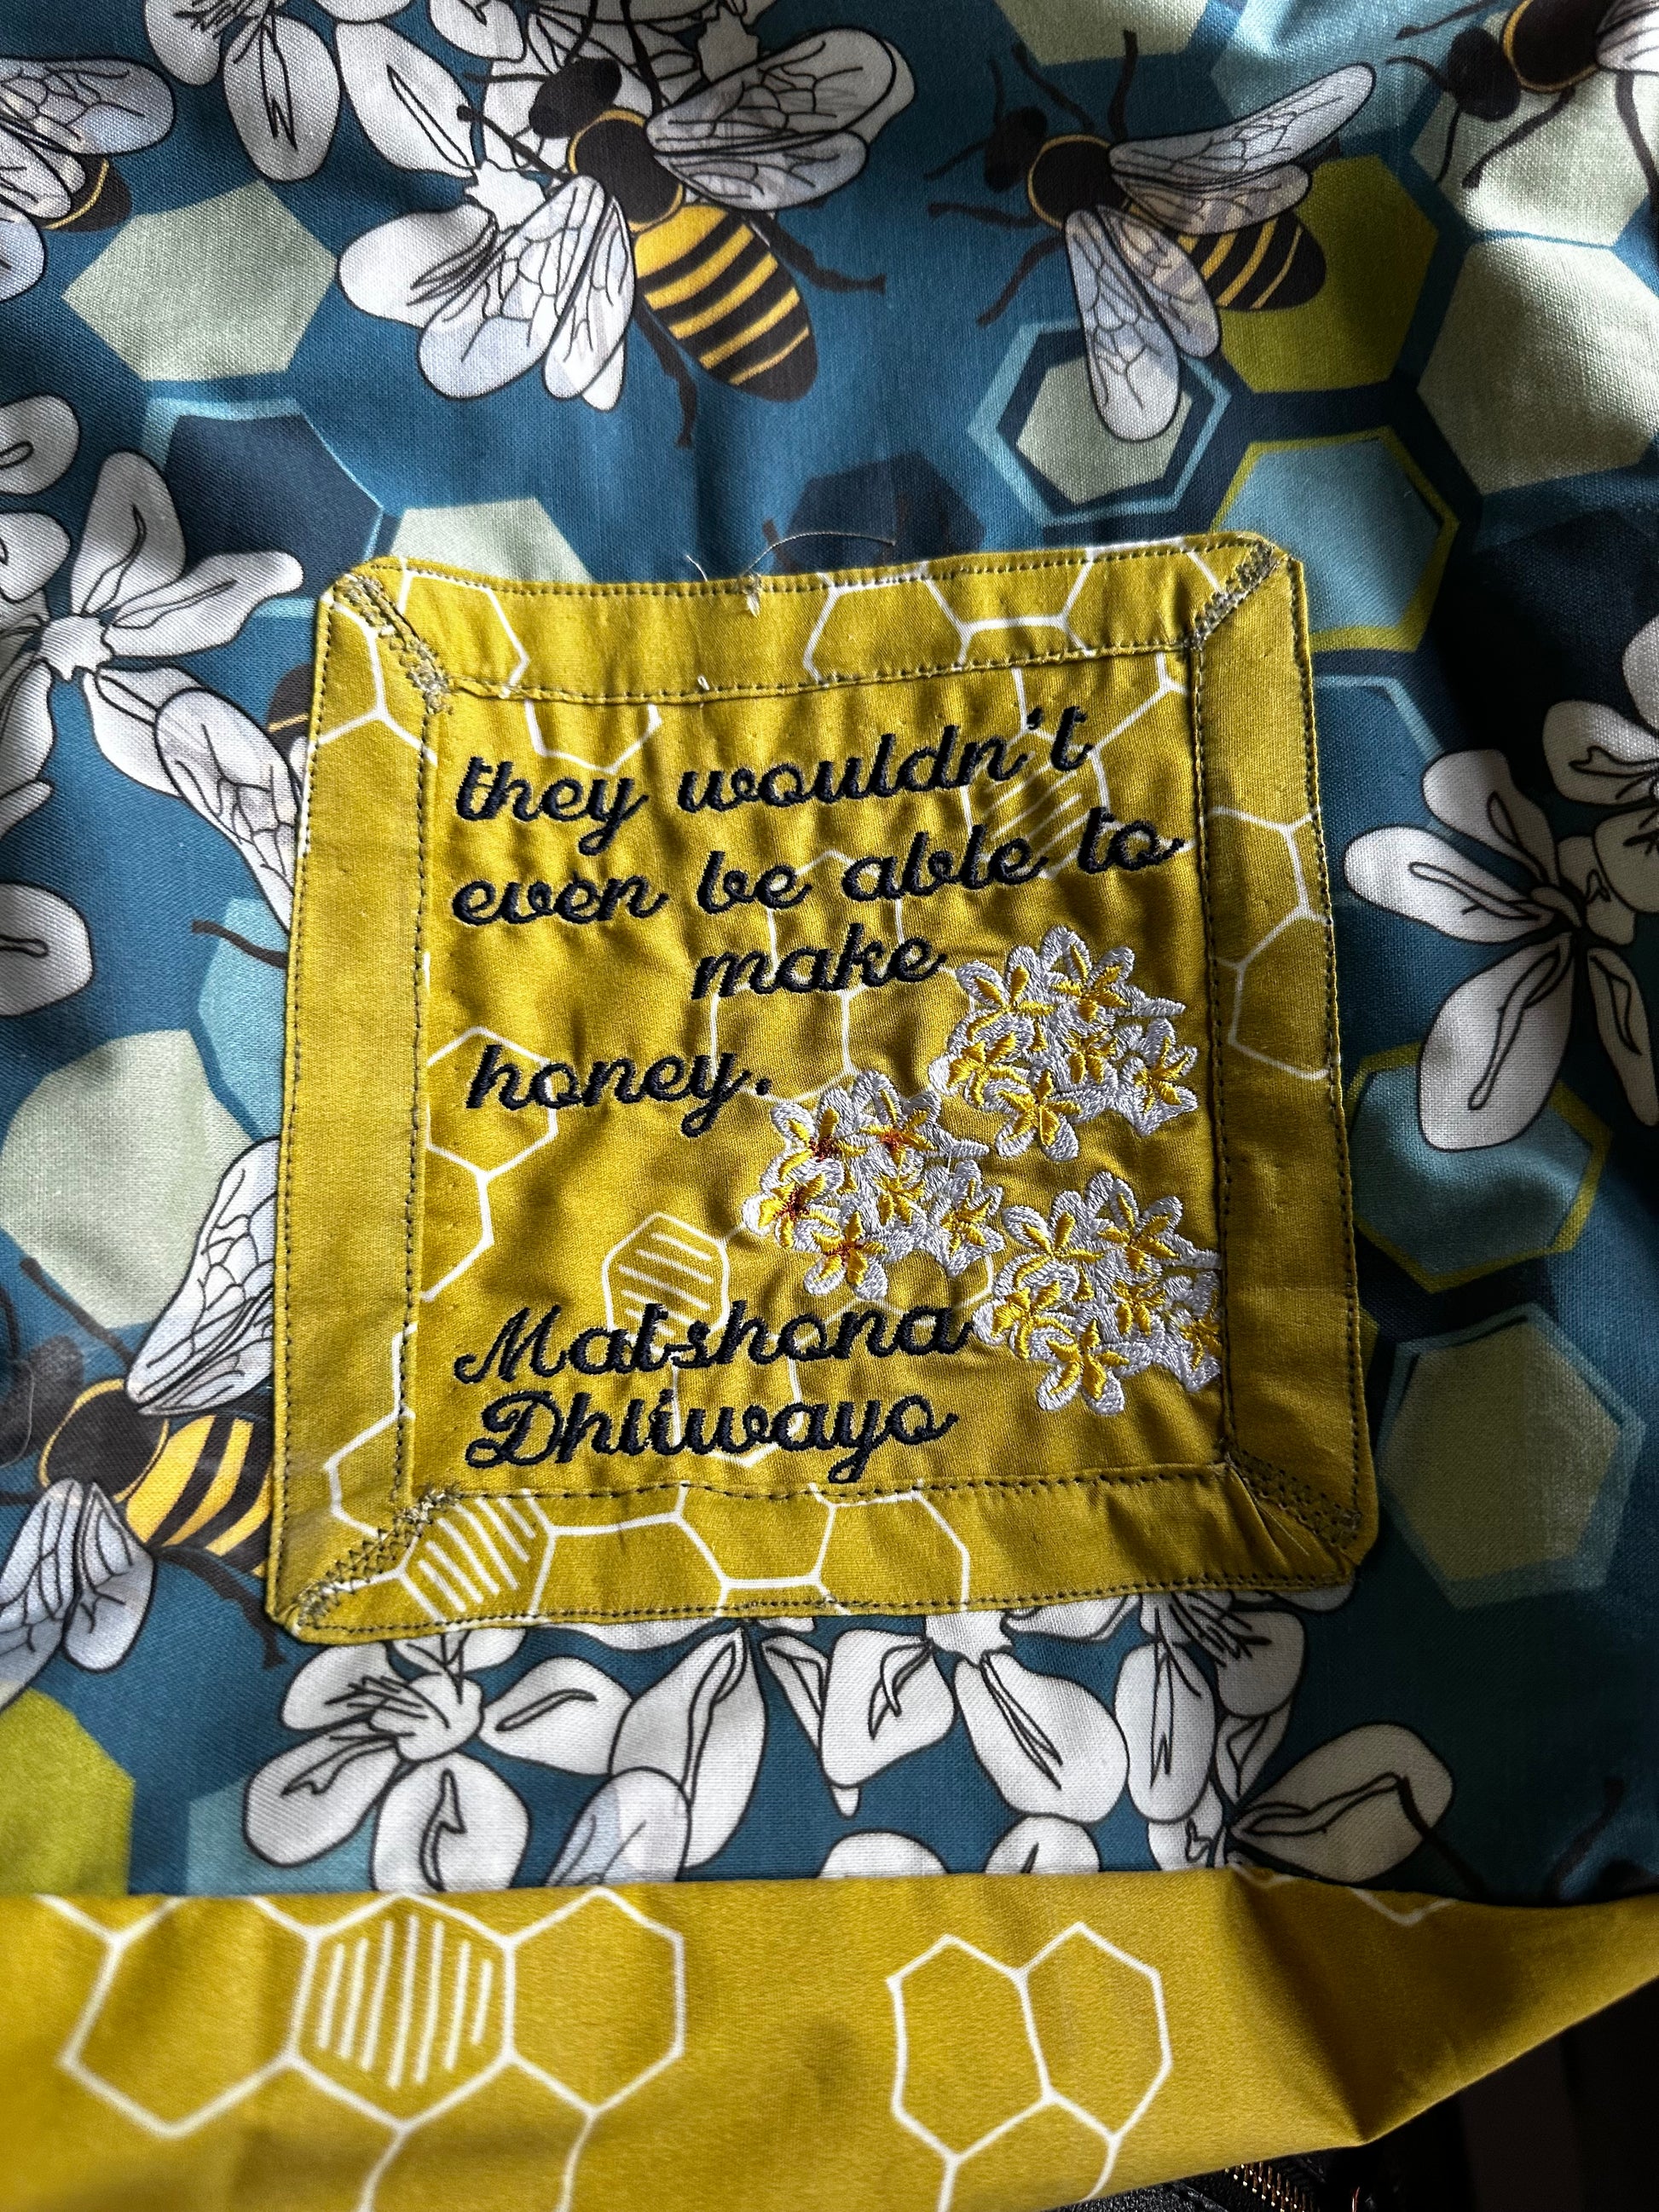 they wouldn't
even be able to
make
honey.
Matshona
Dhliwayo